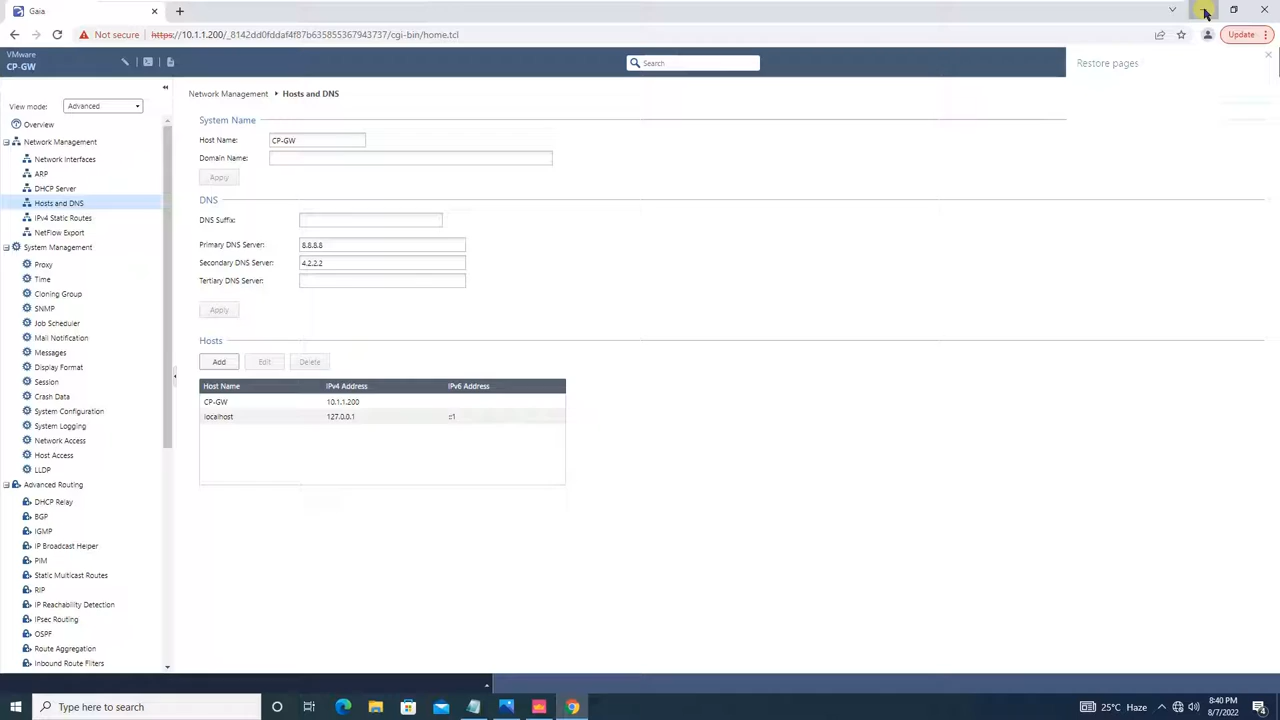 Gaia
Not secure
https://10.1.1.200/_8142dd0fddaf4f87b635855367943737/cgi-bin/home.tcl
Update
VMware
CP-GW
Search
Restore pages
View mode:
Advanced
Overview
Network Management
Network Interfaces
ARP
DHCP Server
Hosts and DNS
IPv4 Static Routes
NetFlow Export
System Management
Proxy
Time
Cloning Group
SNMP
Job Scheduler
Mail Notification
Messages
Display Format
Session
Crash Data
System Configuration
System Logging
Network Access
Host Access
LLDP
Advanced Routing
DHCP Relay
BGP
IGMP
IP Broadcast Helper
PIM
Static Multicast Routes
RIP
IP Reachability Detection
IPsec Routing
OSPF
Route Aggregation
Inbound Route Filters
Network Management Hosts and DNS
System Name
Host Name: CP-GW
Domain Name:
Apply
DNS
DNS Suffix:
Primary DNS Server: 8.8.8.8
Secondary DNS Server: 4.2.2.2
Tertiary DNS Server:
Apply
Hosts
Add Edit Delete
Host Name IPv4 Address IPv6 Address
CP-GW 10.1.1.200
localhost 127.0.0.1 ::1
Type here to search
25°C Haze
8:40 PM
8/7/2022
4